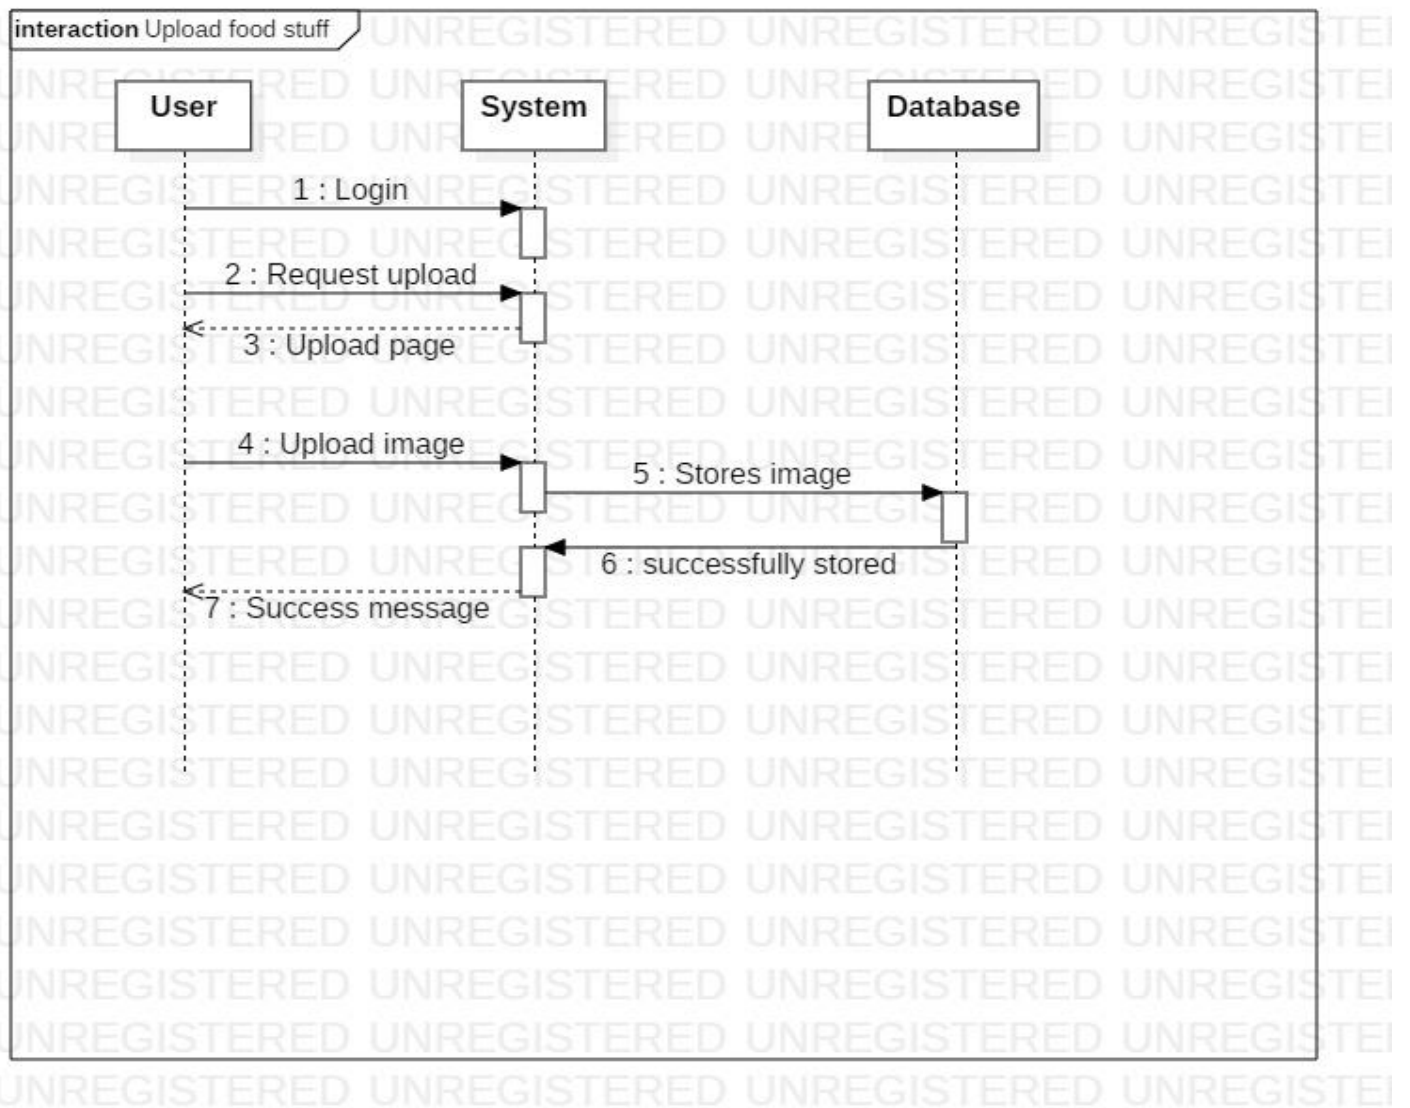 interaction Upload food stuff
User
System
Database
1 : Login
2 : Request upload
3 : Upload page
4 : Upload image
5 : Stores image
6 : successfully stored
7 : Success message
UNREGISTERED UNREGISTERED UNREGISTERED UNREGISTERED